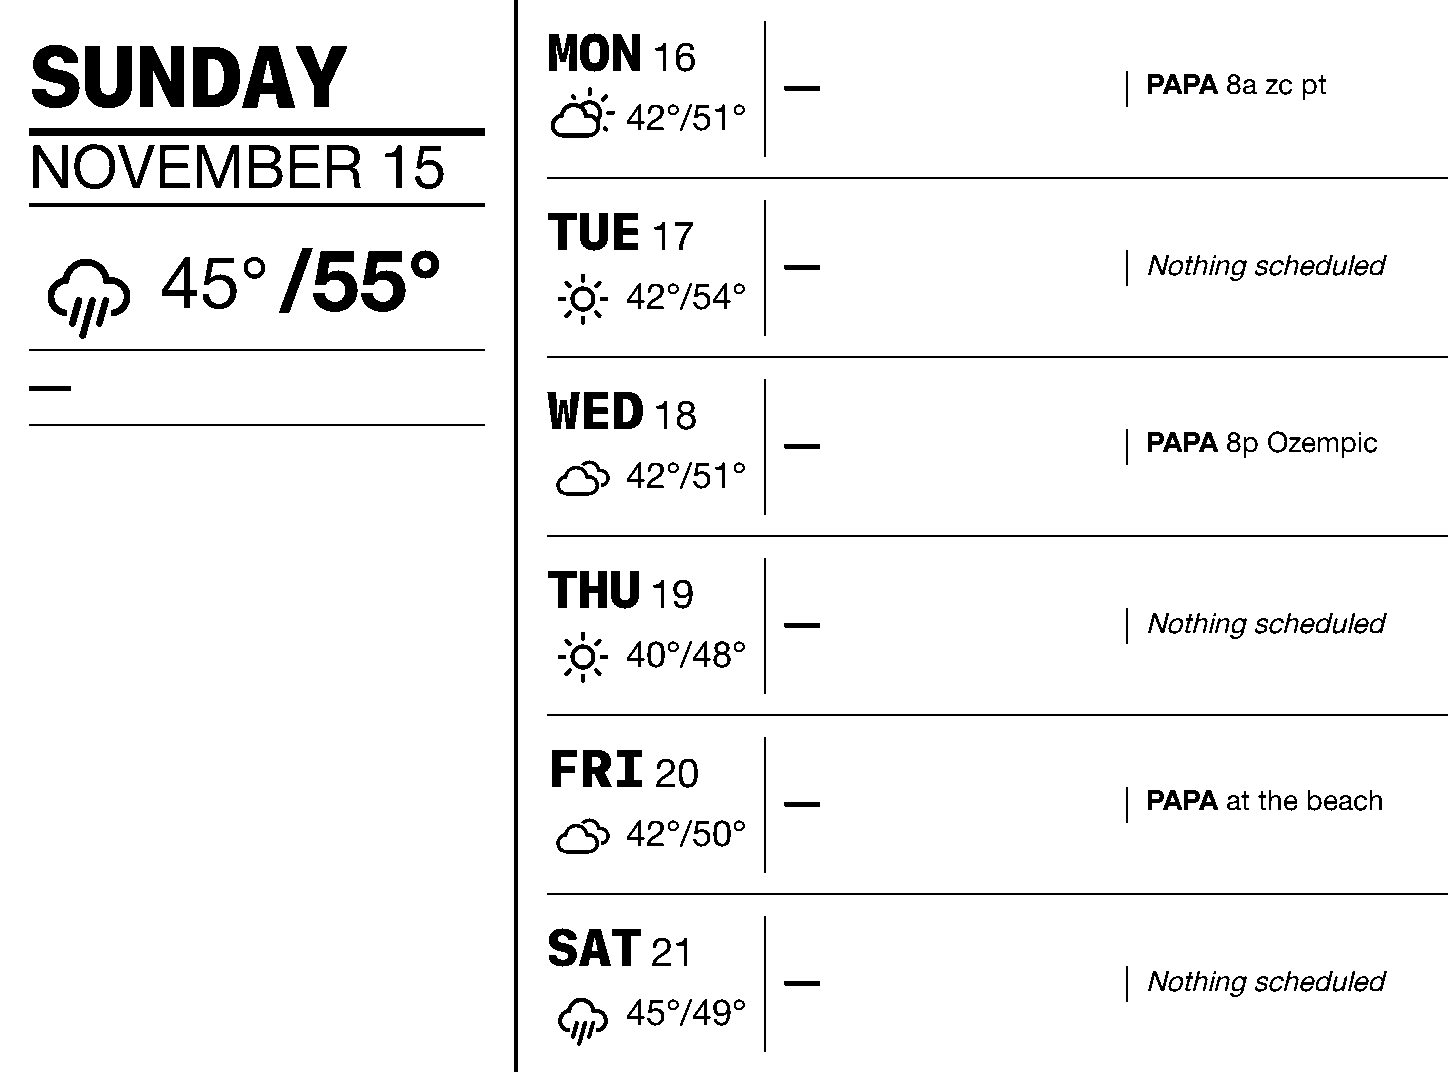 SUNDAY
NOVEMBER 15
45° /55°
—
MON 16
42°/51°
—
PAPA 8a zc pt
TUE 17
42°/54°
—
Nothing scheduled
WED 18
42°/51°
—
PAPA 8p Ozempic
THU 19
40°/48°
—
Nothing scheduled
FRI 20
42°/50°
—
PAPA at the beach
SAT 21
45°/49°
—
Nothing scheduled